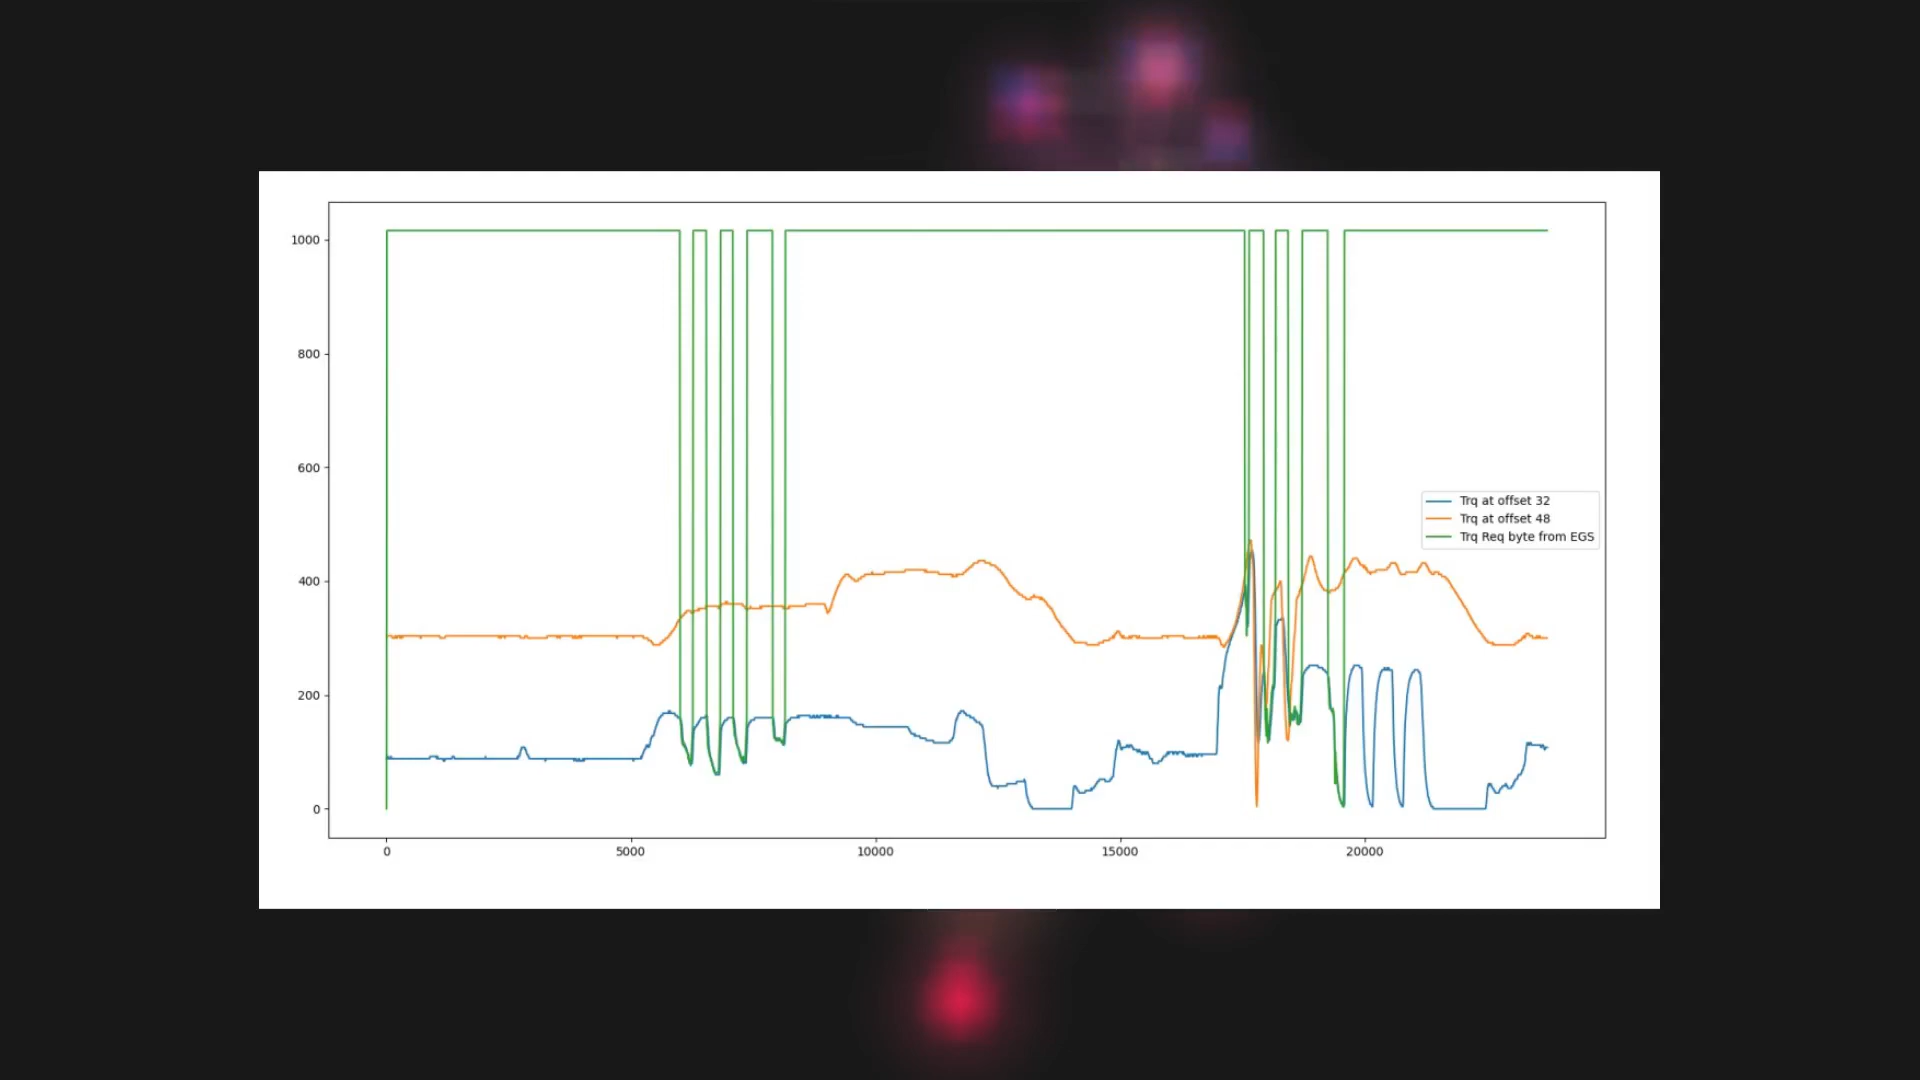 1000
800
600
400
200
0
Trq at offset 32
Trq at offset 48
Trq Req byte from EGS
0 5000 10000 15000 20000